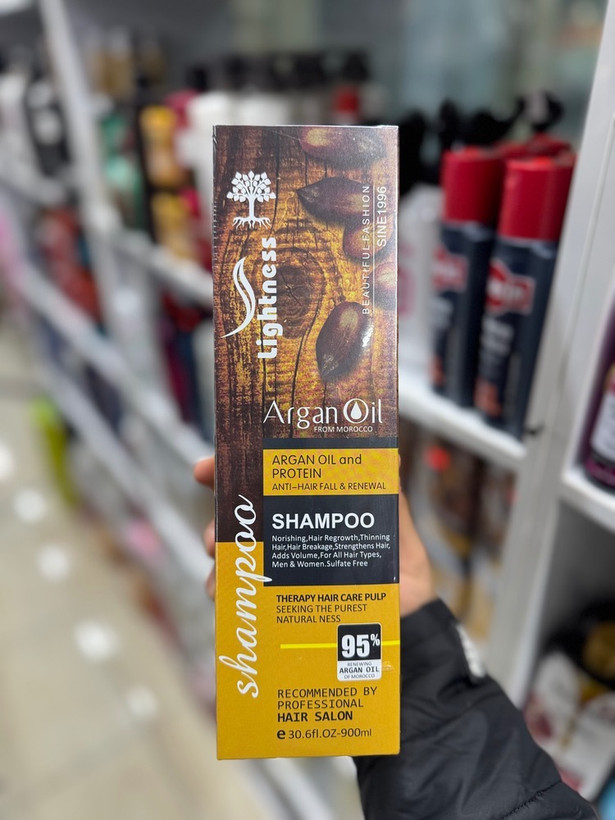 Lightness
BEAUTIFUL FASHION
SINE1996
Argan Oil
FROM MOROCCO
ARGAN OIL and
PROTEIN
ANTI-HAIR FALL & RENEWAL
SHAMPOO
Norishing,Hair Regrowth,Thinning
Hair,Hair Breakage,Strengthens Hair,
Adds Volume,For All Hair Types,
Men & Women.Sulfate Free
shampoo
THERAPY HAIR CARE PULP
SEEKING THE PUREST
NATURAL NESS
95%
RENEWING
ARGAN OIL
OF MOROCCO
RECOMMENDED BY
PROFESSIONAL
HAIR SALON
e 30.6fl.OZ-900ml